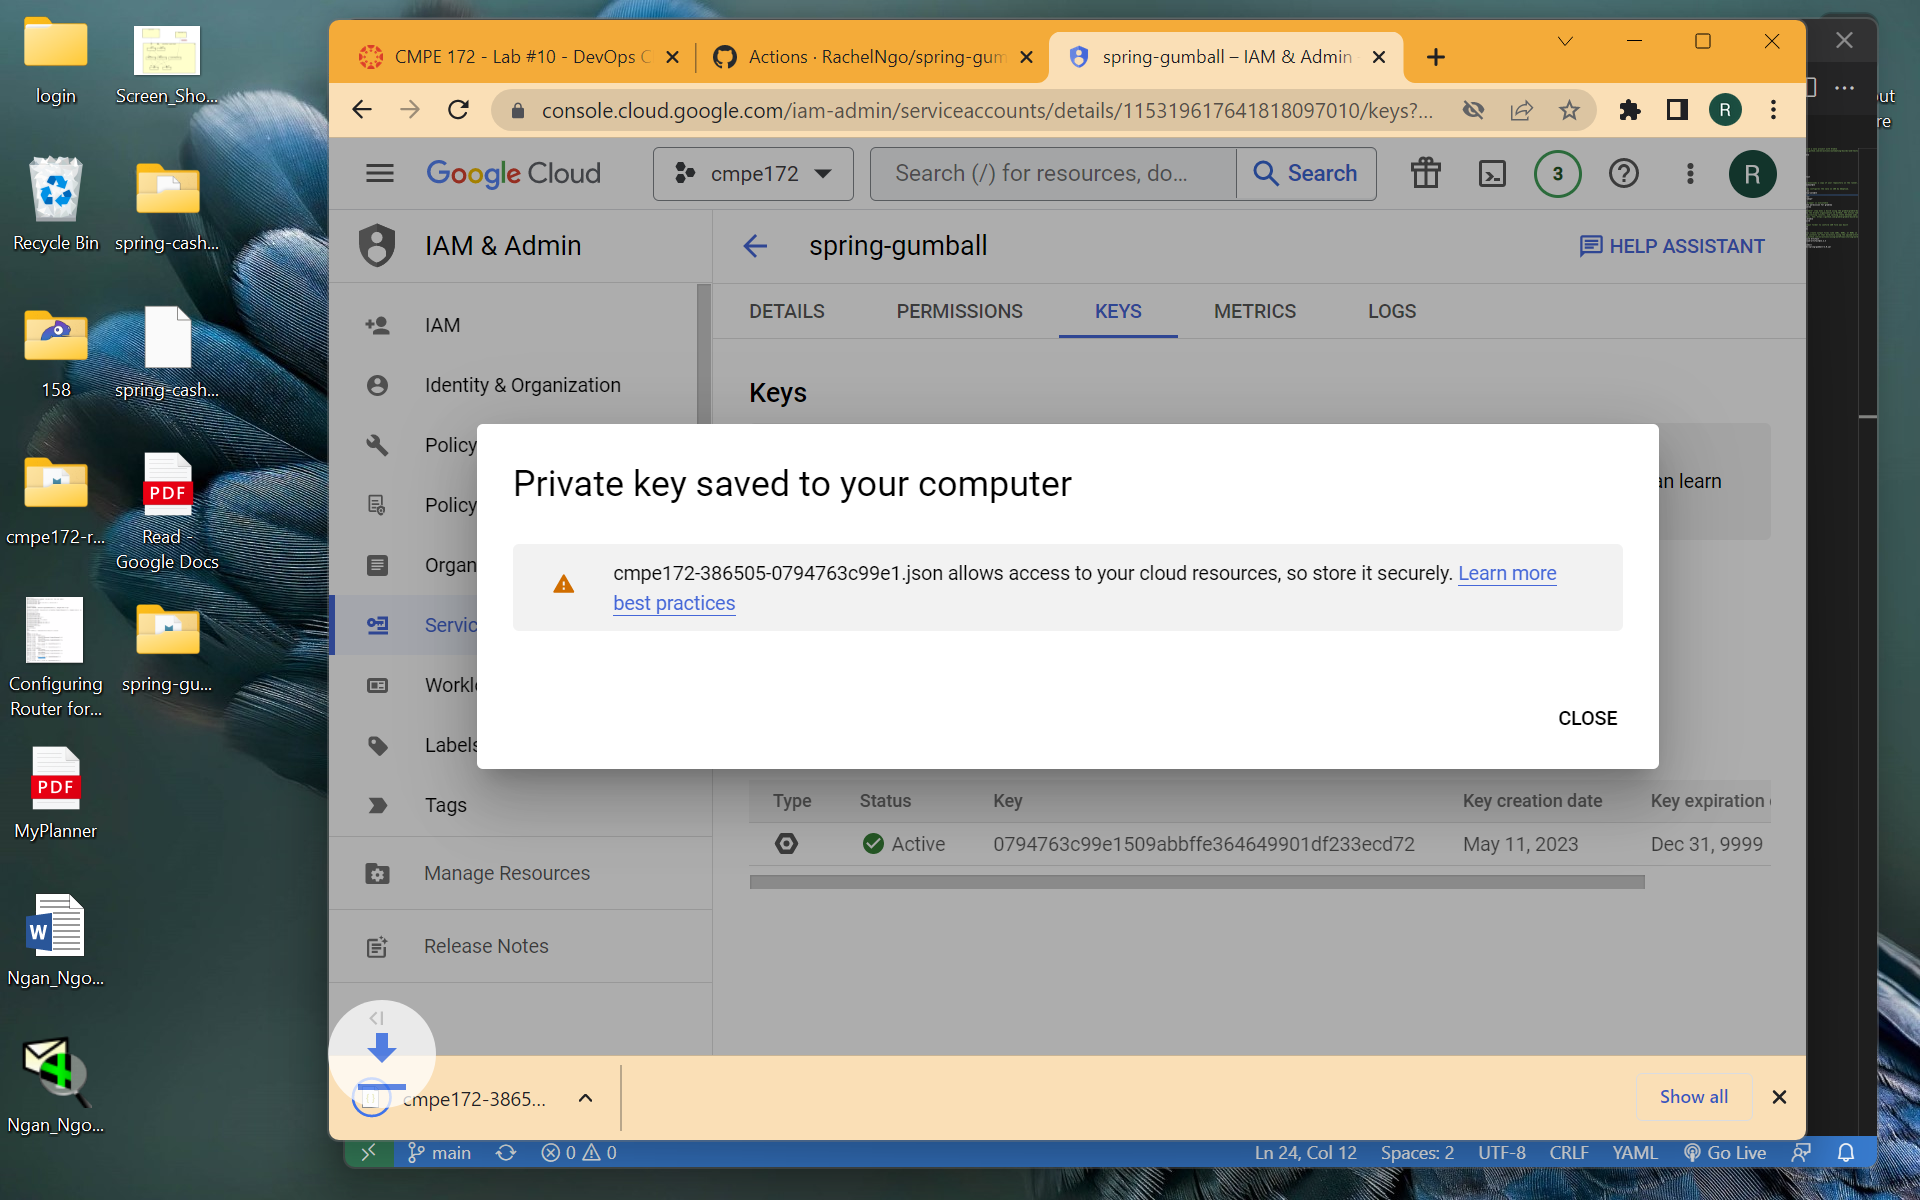 login
Screen_Sho...
Recycle Bin
spring-cash...
158
spring-cash...
cmpe172-r...
PDF
Read -
Google Docs
Configuring
Router for...
spring-gu...
PDF
MyPlanner
W
Ngan_Ngo...
Ngan_Ngo...
CMPE 172 - Lab #10 - DevOps C
Actions · RachelNgo/spring-gum
spring-gumball – IAM & Admin
console.cloud.google.com/iam-admin/serviceaccounts/details/115319617641818097010/keys?...
R
Google Cloud
cmpe172
Search (/) for resources, do...
Search
3
R
IAM & Admin
spring-gumball
HELP ASSISTANT
DETAILS
PERMISSIONS
KEYS
METRICS
LOGS
IAM
Identity & Organization
Policy
Policy
Organ
Servic
Workl
Labels
Tags
Manage Resources
Release Notes
Keys
an learn
Private key saved to your computer
cmpe172-386505-0794763c99e1.json allows access to your cloud resources, so store it securely. Learn more
best practices
CLOSE
Type
Status
Key
Key creation date
Key expiration
Active
0794763c99e1509abbffe364649901df233ecd72
May 11, 2023
Dec 31, 9999
cmpe172-3865...
Show all
main
0
0
Ln 24, Col 12
Spaces: 2
UTF-8
CRLF
YAML
Go Live
ut
re